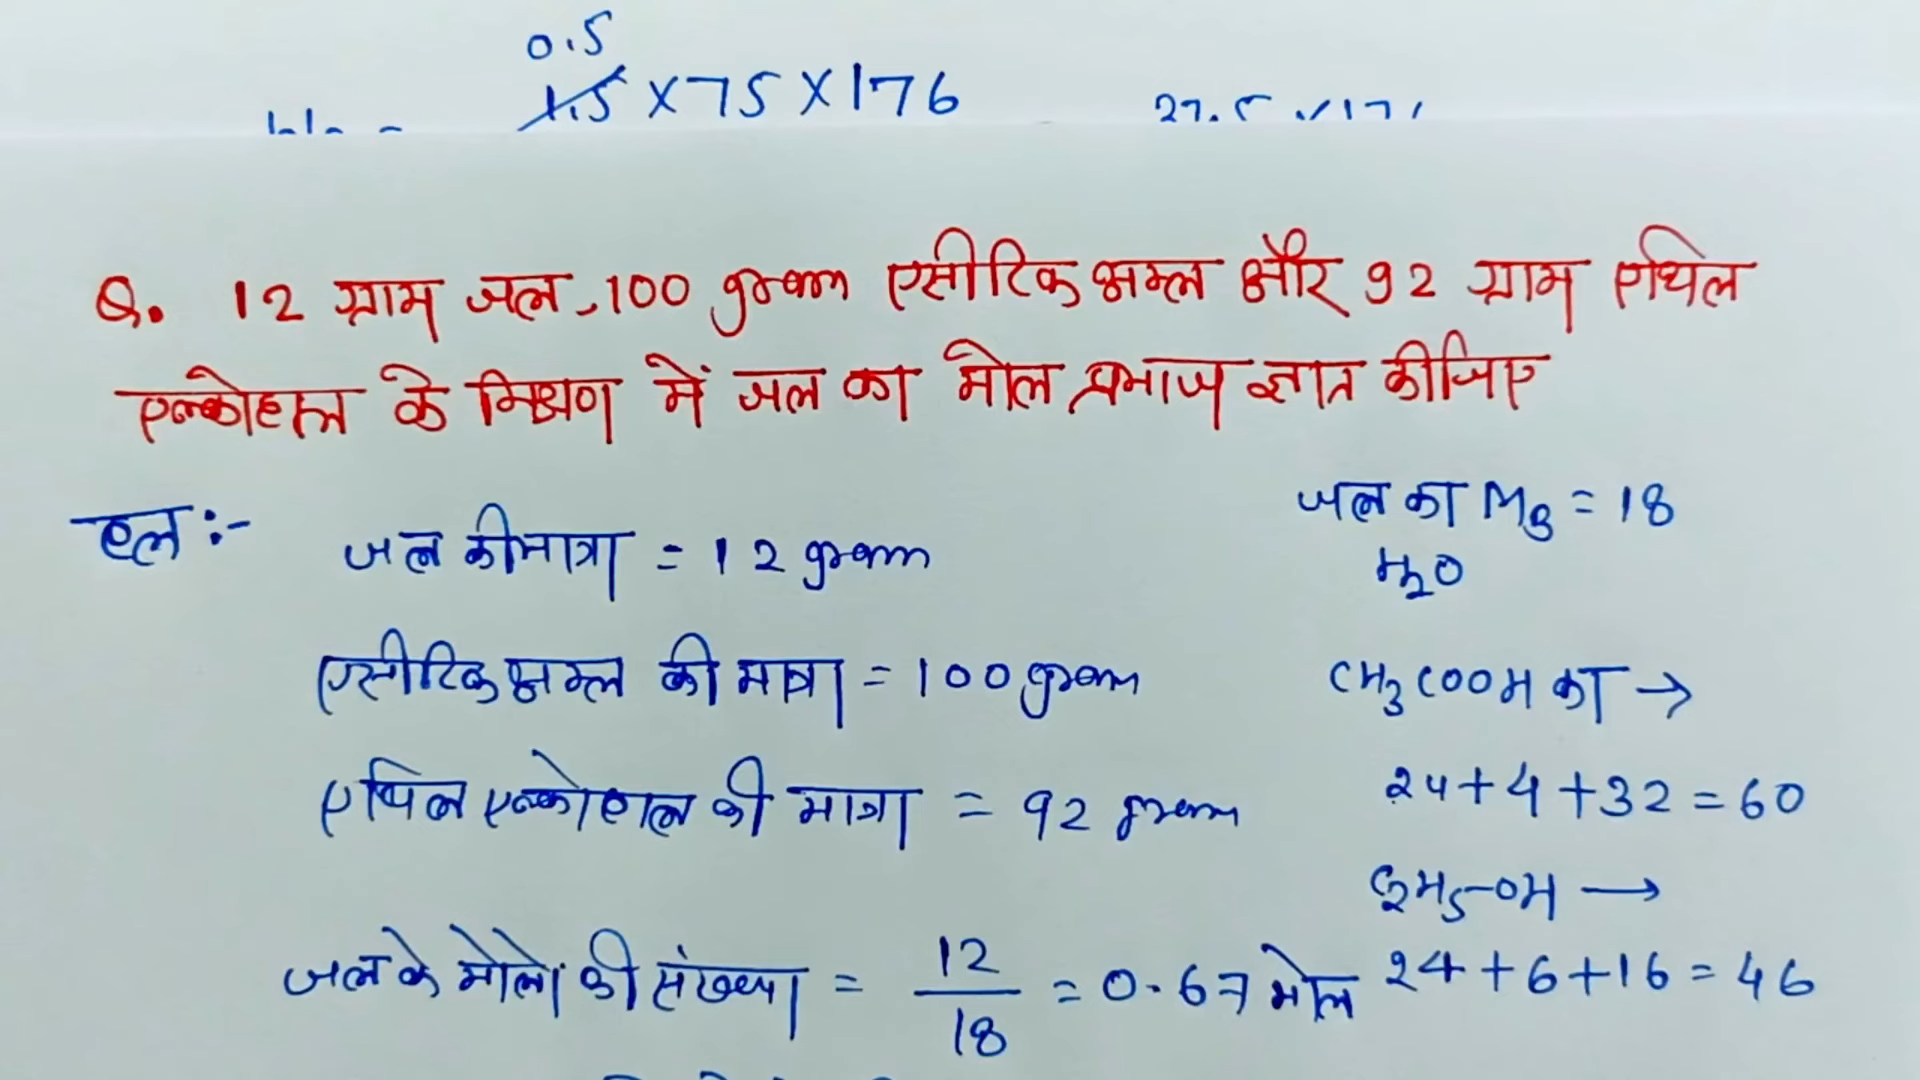 0.5
1.5 × 75 × 176
Q. 12 ग्राम जल, 100 gram एसीटिक अम्ल और 92 ग्राम एथिल
एल्कोहल के मिश्रण में जल का मोल प्रभाज ज्ञात कीजिए
हल :-
जल की मात्रा = 12 gram
जल का MB = 18
H2O
एसीटिक अम्ल की मात्रा = 100 gram
CH3COOH का →
एथिल एल्कोहाल की मात्रा = 92 gram
24 + 4 + 32 = 60
C2H5-OH →
जल के मोलो की संख्या = 12/18 = 0.67 मोल
24 + 6 + 16 = 46